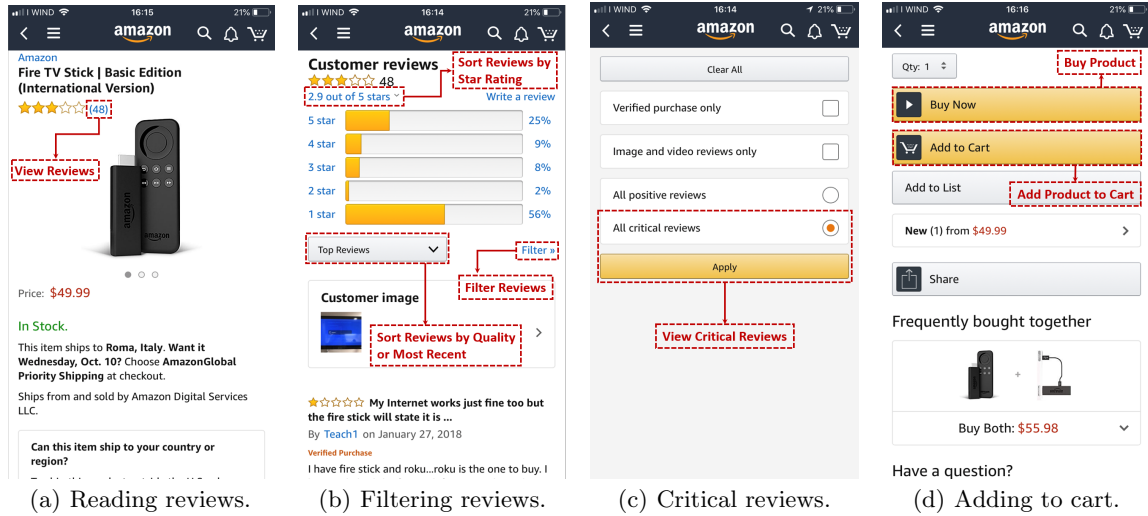 WIND 16:15 21%
amazon
Amazon
Fire TV Stick | Basic Edition
(International Version)
(48)
View Reviews
amazon
amazon
Price: $49.99
In Stock.
This item ships to Roma, Italy. Want it
Wednesday, Oct. 10? Choose AmazonGlobal
Priority Shipping at checkout.
Ships from and sold by Amazon Digital Services
LLC.
Can this item ship to your country or
region?
(a) Reading reviews.
WIND 16:14 21%
amazon
Customer reviews
48
Sort Reviews by
Star Rating
2.9 out of 5 stars
Write a review
5 star 25%
4 star 9%
3 star 8%
2 star 2%
1 star 56%
Top Reviews
Filter »
Filter Reviews
Customer image
Sort Reviews by Quality
or Most Recent
My Internet works just fine too but
the fire stick will state it is ...
By Teach1 on January 27, 2018
Verified Purchase
I have fire stick and roku...roku is the one to buy. I
(b) Filtering reviews.
WIND 16:14 21%
amazon
Clear All
Verified purchase only
Image and video reviews only
All positive reviews
All critical reviews
Apply
View Critical Reviews
(c) Critical reviews.
WIND 16:16 21%
amazon
Qty: 1
Buy Product
Buy Now
Add to Cart
Add to List
Add Product to Cart
New (1) from $49.99
Share
Frequently bought together
+
Buy Both: $55.98
Have a question?
(d) Adding to cart.